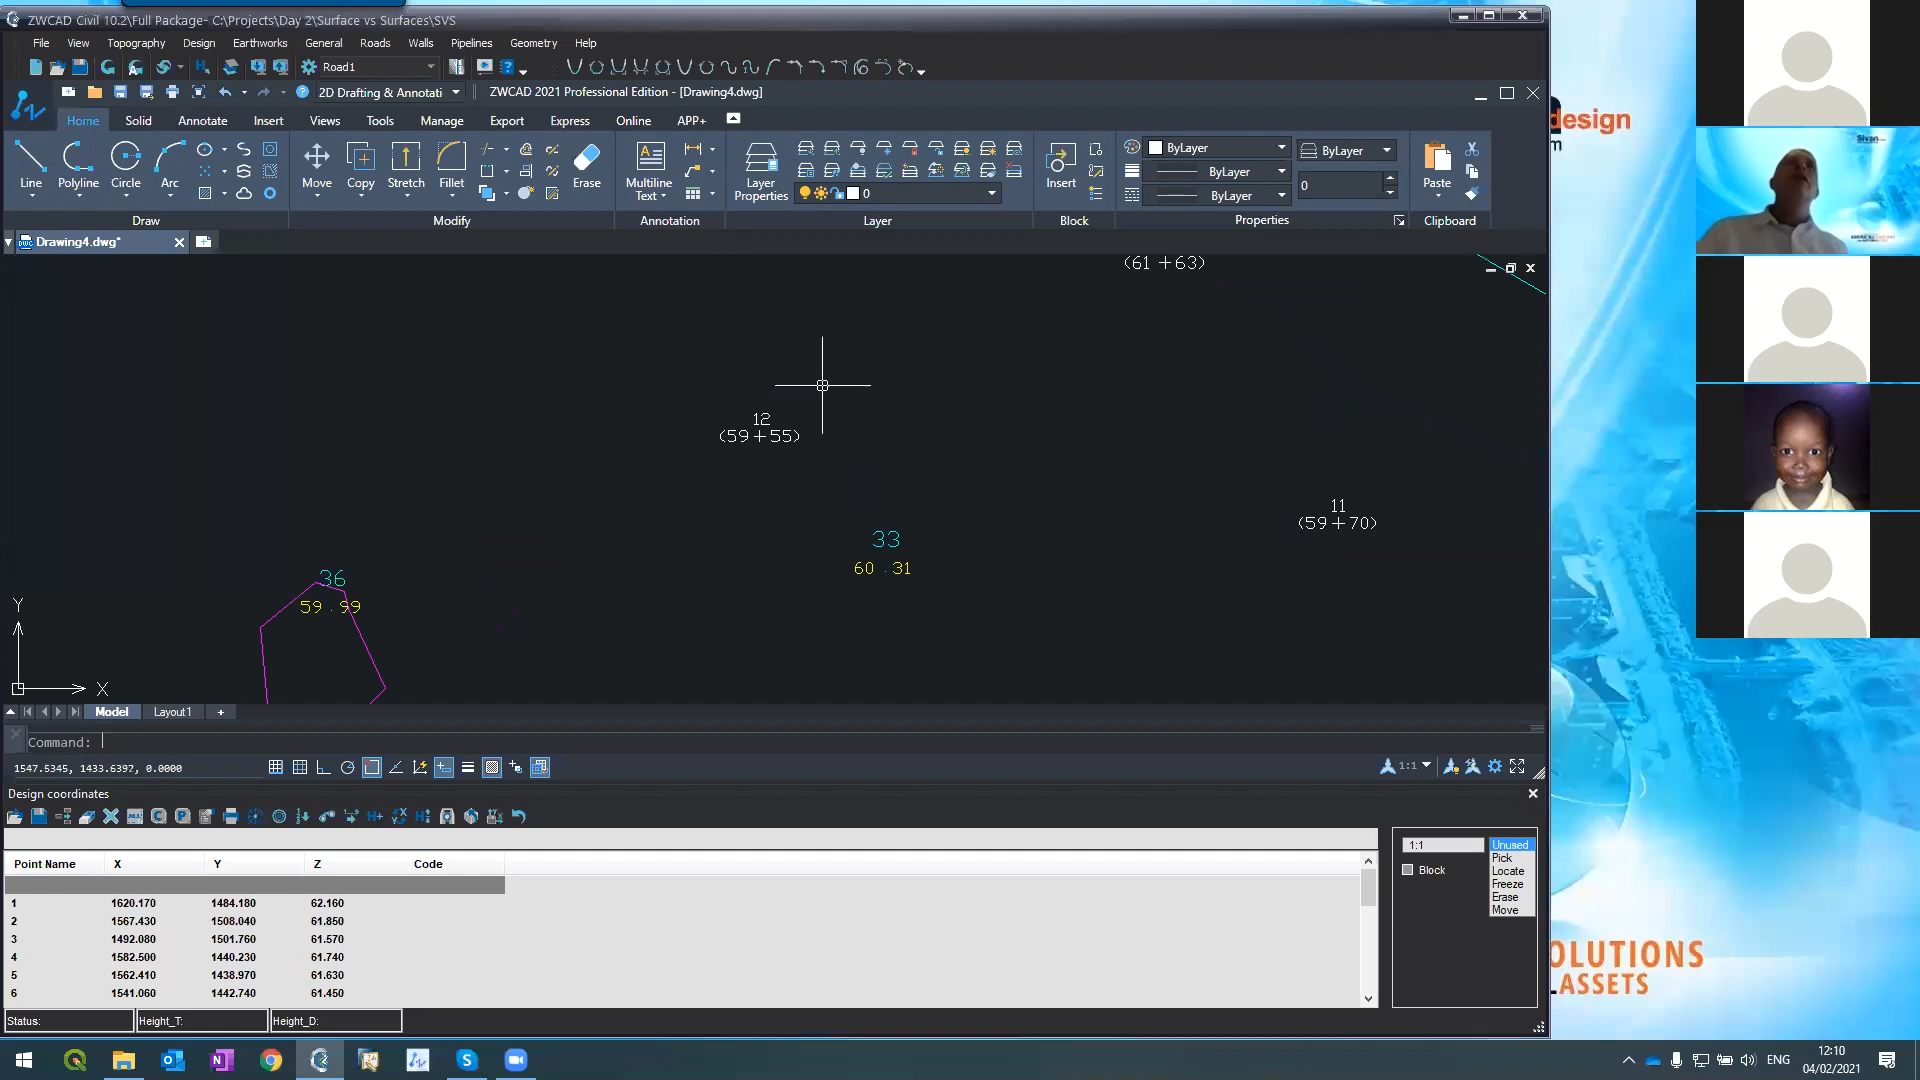 ZWCAD Civil 10.2/Full Package- C:\Projects\Day 2\Surface vs Surfaces\SVS
File View Topography Design Earthworks General Roads Walls Pipelines Geometry Help
Road1
2D Drafting & Annotati
ZWCAD 2021 Professional Edition - [Drawing4.dwg]
Home Solid Annotate Insert Views Tools Manage Export Express Online APP+
Line Polyline Circle Arc
Move Copy Stretch Fillet Erase
Multiline Text
Layer Properties
0
Insert
ByLayer
ByLayer
ByLayer
ByLayer
0
Paste
Draw Modify Annotation Layer Block Properties Clipboard
Drawing4.dwg*
(61 +63)
12
(59+55)
11
(59+70)
33
60 . 31
36
59 . 99
Y
X
Model Layout1 +
Command:
1547.5345, 1433.6397, 0.0000
1:1
Design coordinates
Point Name X Y Z Code
1 1620.170 1484.180 62.160
2 1567.430 1508.040 61.850
3 1492.080 1501.760 61.570
4 1582.500 1440.230 61.740
5 1562.410 1438.970 61.630
6 1541.060 1442.740 61.450
1:1
Block
Unused
Pick
Locate
Freeze
Erase
Move
Status: Height_T: Height_D:
design
m
Sivan
OLUTIONS
ASSETS
ENG
12:10
04/02/2021